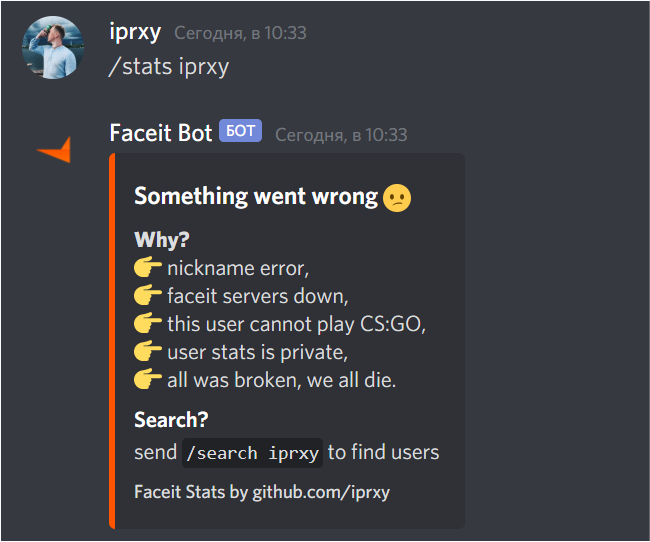 iprxy Сегодня, в 10:33
/stats iprxy
Faceit Bot БОТ Сегодня, в 10:33
Something went wrong 😕
Why?
👉 nickname error,
👉 faceit servers down,
👉 this user cannot play CS:GO,
👉 user stats is private,
👉 all was broken, we all die.
Search?
send /search iprxy to find users
Faceit Stats by github.com/iprxy